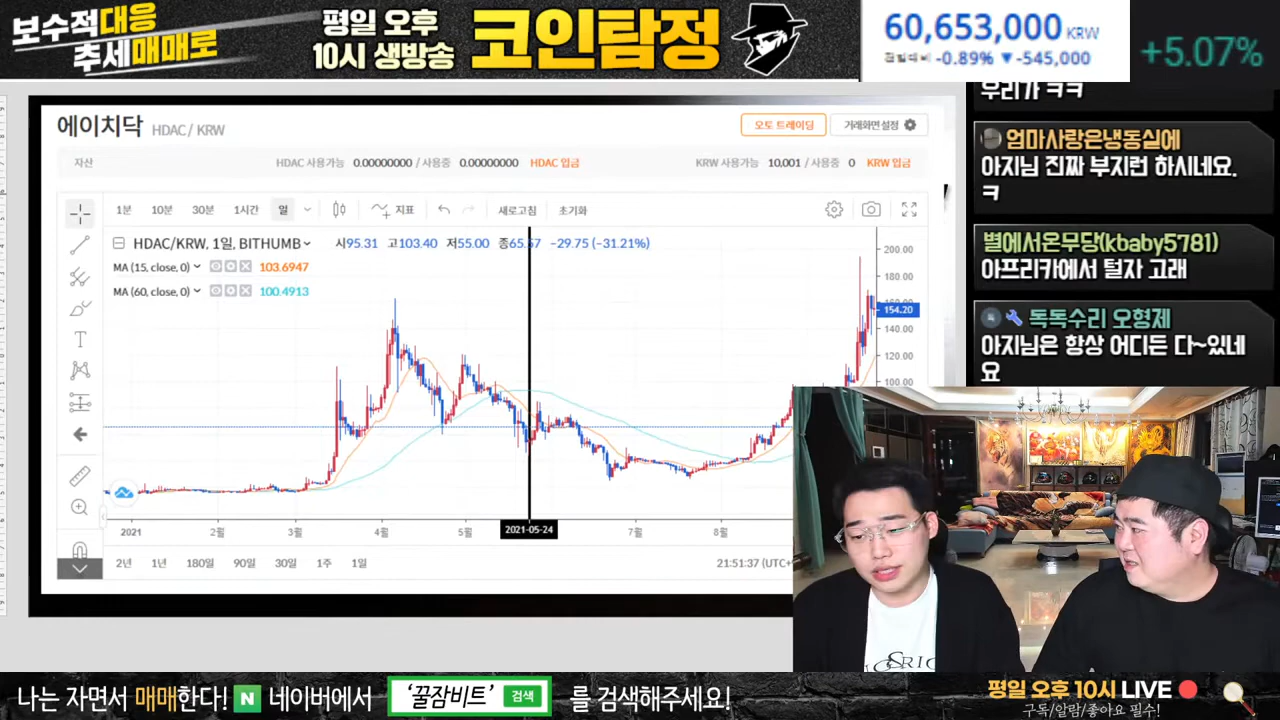 보수적대응
추세매매로
평일 오후
10시 생방송
코인탐정
60,653,000 KRW
전일대비 -0.89% ▼-545,000
+5.07%
우리가 ㅋㅋ
엄마사랑은냉동실에
아지님 진짜 부지런 하시네요.
ㅋ
별에서온무당(kbaby5781)
아프리카에서 털자 고래
독독수리 오형제
아지님은 항상 어디든 다~있네
요
에이치닥 HDAC / KRW
오토 트레이딩
거래화면 설정
자산
HDAC 사용가능 0.00000000 / 사용중 0.00000000 HDAC 입금
KRW 사용가능 10,001 / 사용중 0 KRW 입금
1분 10분 30분 1시간 일 지표 새로고침 초기화
HDAC/KRW, 1일, BITHUMB 시95.31 고103.40 저55.00 종65.57 -29.75 (-31.21%)
MA (15, close, 0) 103.6947
MA (60, close, 0) 100.4913
200.00
180.00
160.00
154.20
140.00
120.00
100.00
2021 2월 3월 4월 5월 2021-05-24 7월 8월
2년 1년 180일 90일 30일 1주 1일
21:51:37 (UTC+
나는 자면서 매매한다! N 네이버에서 '꿀잠비트' 검색 를 검색해주세요!
평일 오후 10시 LIVE
구독/알람/좋아요 필수!